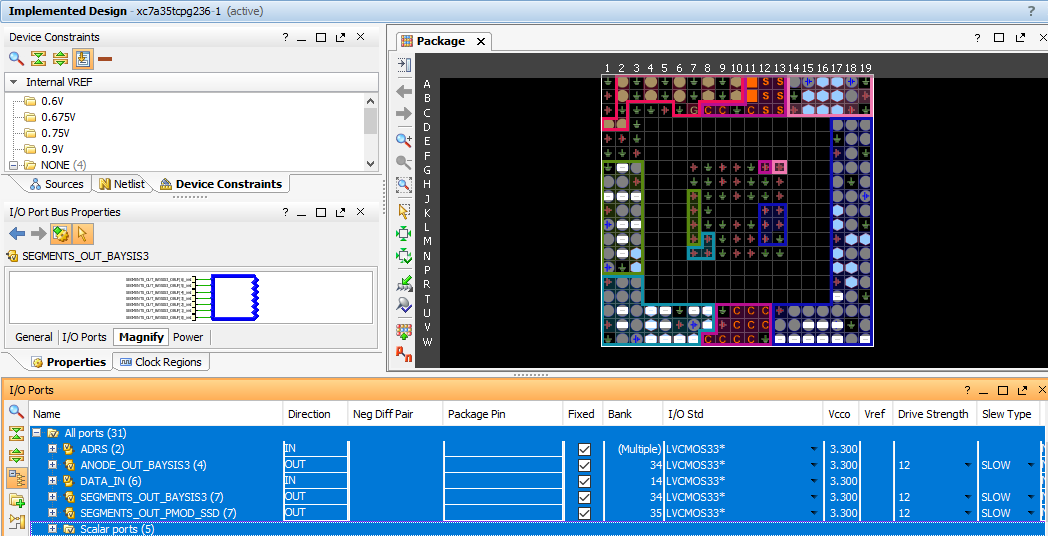 Implemented Design - xc7a35tcpg236-1 (active)
?
Device Constraints
?
Internal VREF
0.6V
0.675V
0.75V
0.9V
NONE (4)
Sources
Netlist
Device Constraints
I/O Port Bus Properties
?
SEGMENTS_OUT_BAYSIS3
General
I/O Ports
Magnify
Power
Properties
Clock Regions
Package
?
1 2 3 4 5 6 7 8 9 10 11 12 13 14 15 16 17 18 19
A
B
C
D
E
F
G
H
J
K
L
M
N
P
R
T
U
V
W
I/O Ports
?
Name Direction Neg Diff Pair Package Pin Fixed Bank I/O Std Vcco Vref Drive Strength Slew Type
All ports (31)
ADRS (2) IN (Multiple) LVCMOS33* 3.300
ANODE_OUT_BAYSIS3 (4) OUT 34 LVCMOS33* 3.300 12 SLOW
DATA_IN (6) IN 14 LVCMOS33* 3.300
SEGMENTS_OUT_BAYSIS3 (7) OUT 34 LVCMOS33* 3.300 12 SLOW
SEGMENTS_OUT_PMOD_SSD (7) OUT 35 LVCMOS33* 3.300 12 SLOW
Scalar ports (5)